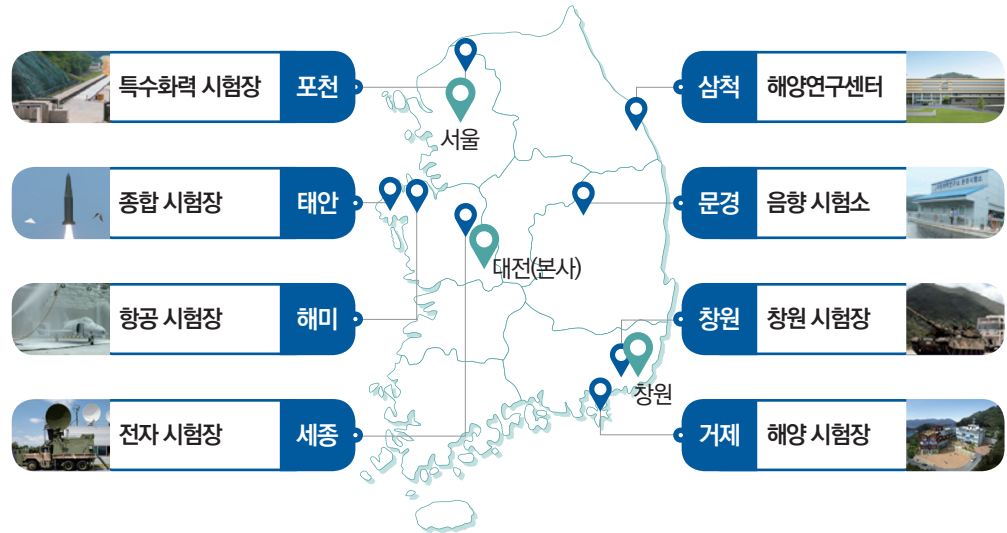 특수화력 시험장 포천
종합 시험장 태안
항공 시험장 해미
전자 시험장 세종
서울
대전(본사)
창원
삼척 해양연구센터
문경 음향 시험소
창원 창원 시험장
거제 해양 시험장